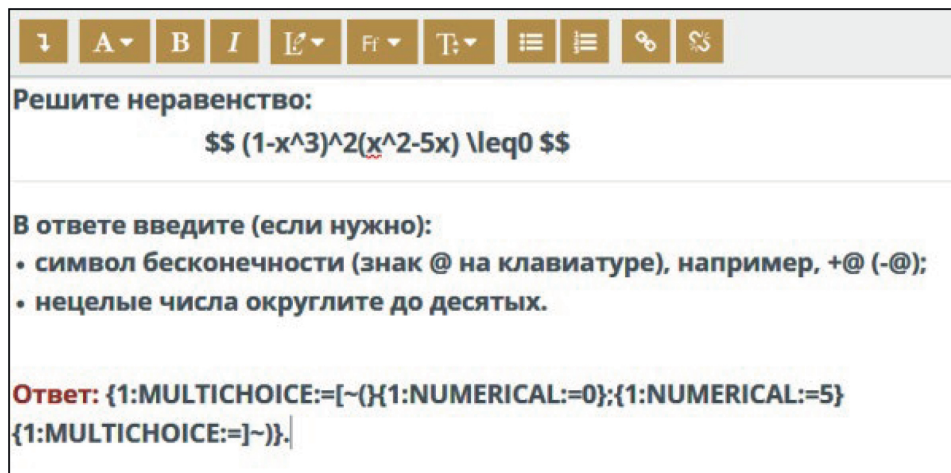 A B I Ff T
Решите неравенство:
$$ (1-x^3)^2(x^2-5x) \leq0 $$
В ответе введите (если нужно):
• символ бесконечности (знак @ на клавиатуре), например, +@ (-@);
• нецелые числа округлите до десятых.
Ответ: {1:MULTICHOICE:=[~(}{1:NUMERICAL:=0};{1:NUMERICAL:=5}
{1:MULTICHOICE:=]~)}.